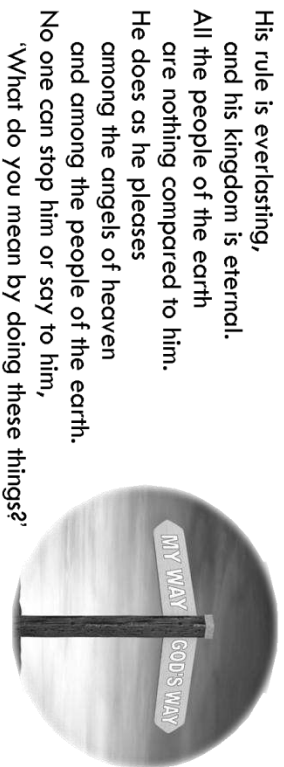 His rule is everlasting,
and his kingdom is eternal.
All the people of the earth
are nothing compared to him.
He does as he pleases
among the angels of heaven
and among the people of the earth.
No one can stop him or say to him,
‘What do you mean by doing these things?’
MY WAY
GOD'S WAY